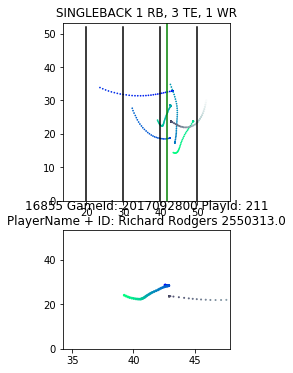 SINGLEBACK 1 RB, 3 TE, 1 WR
50
40
30
20
10
0
20 30 40 50
16855 GameId: 2017092800 PlayId: 211
PlayerName + ID: Richard Rodgers 2550313.0
40
20
0
35 40 45